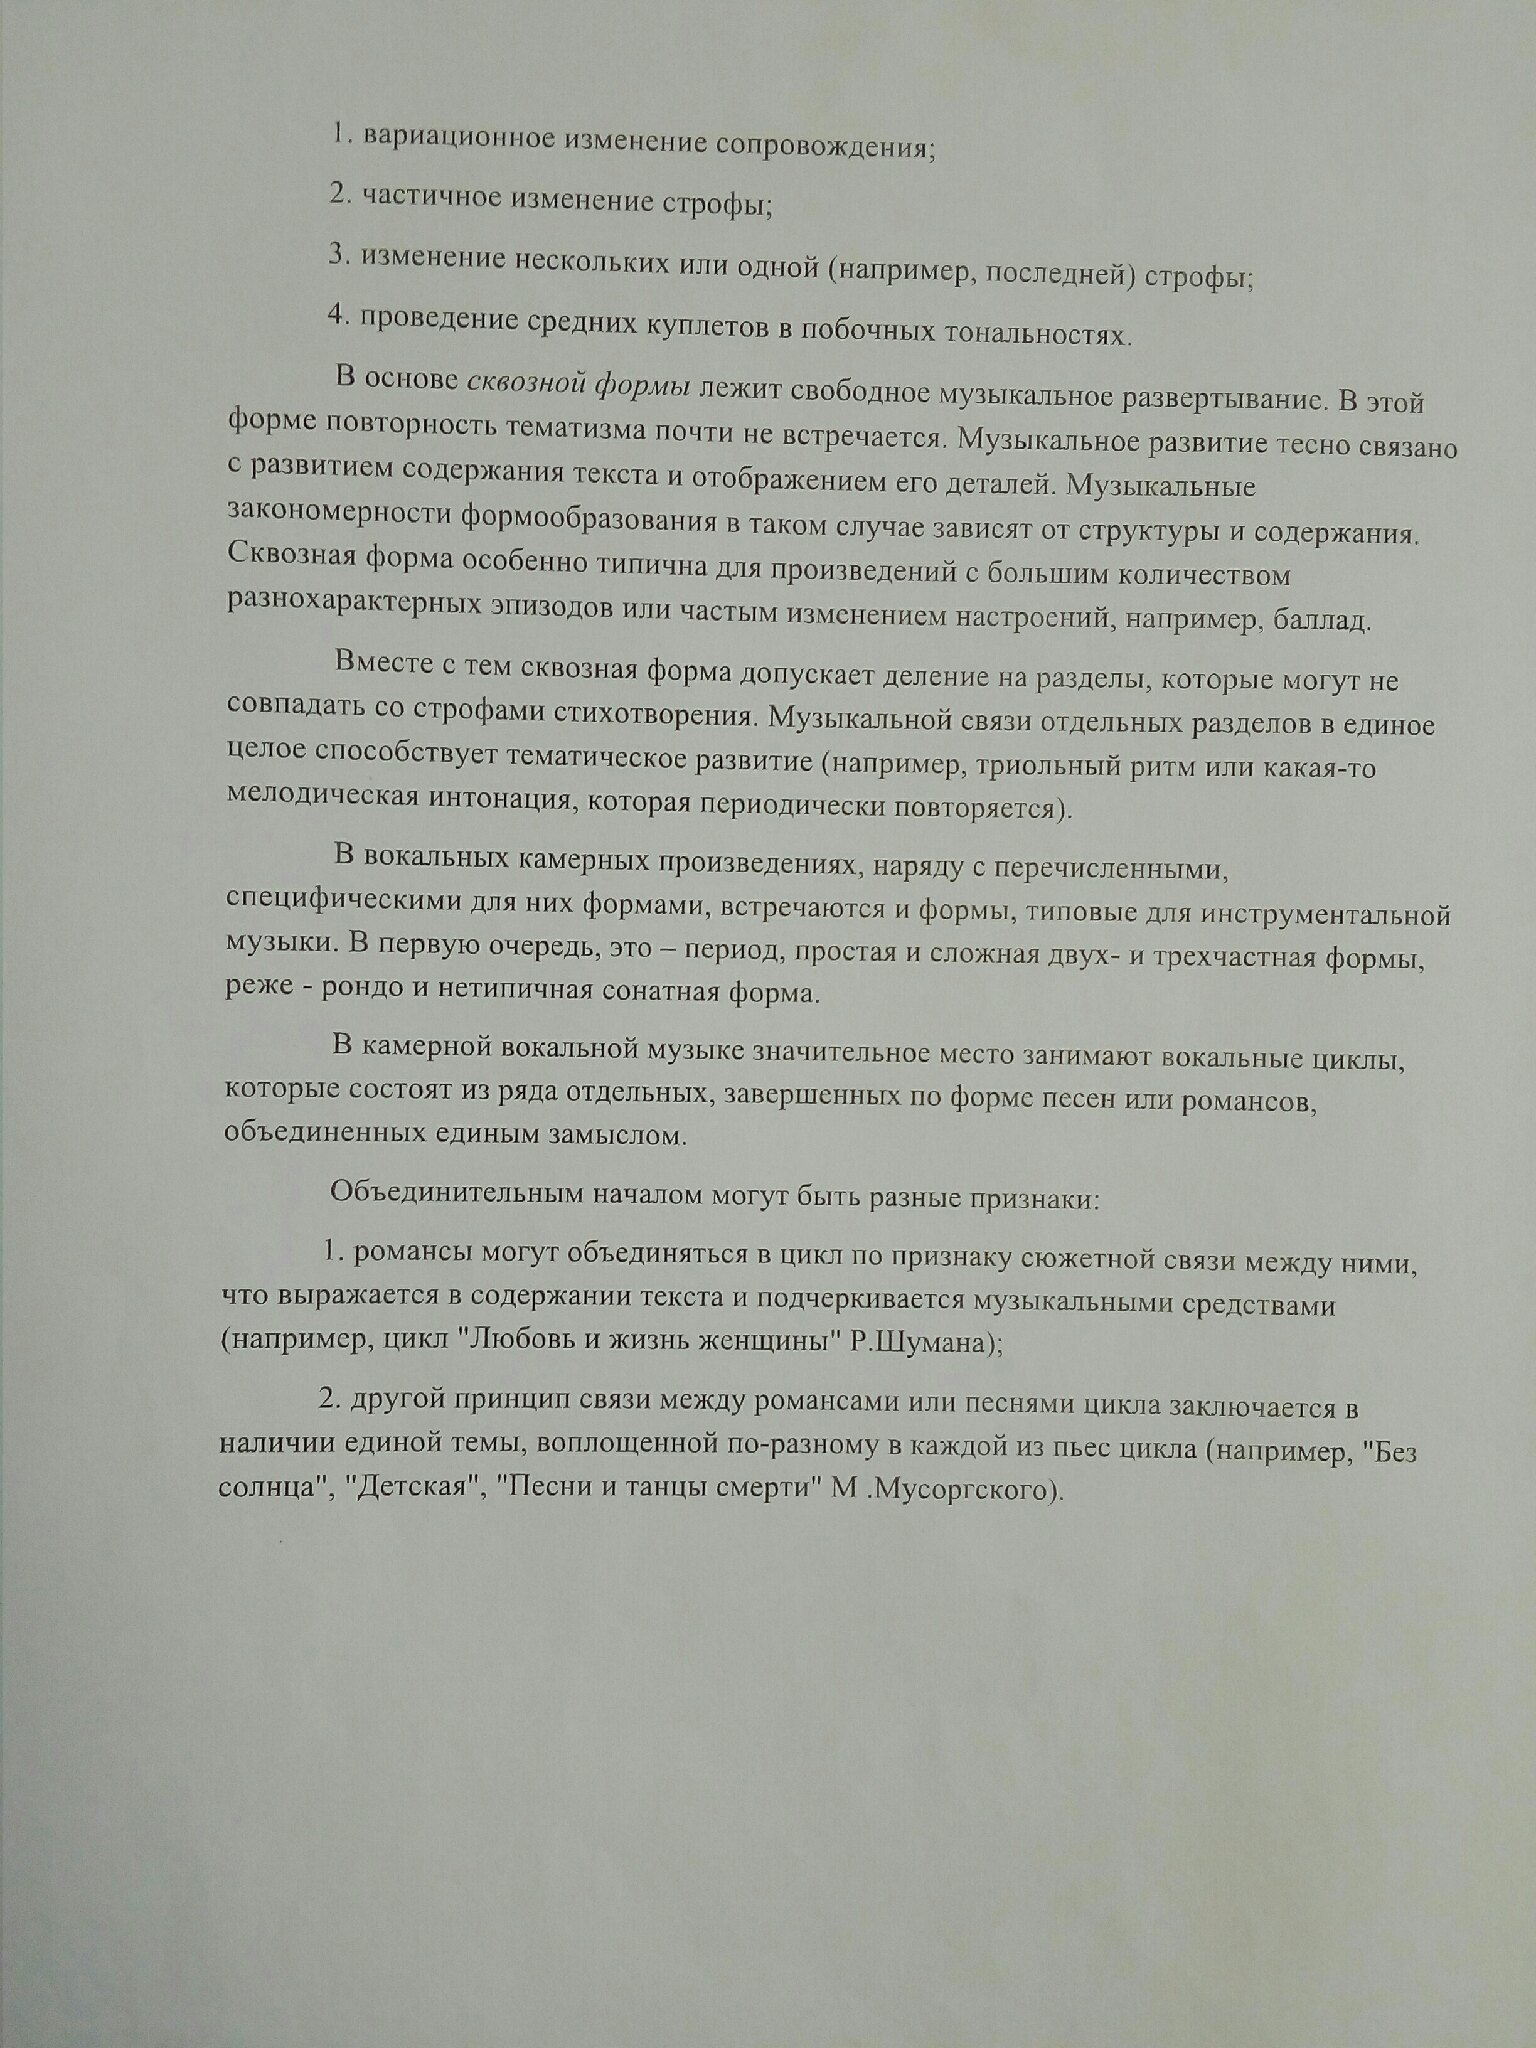 1. вариационное изменение сопровождения;
2. частичное изменение строфы;
3. изменение нескольких или одной (например, последней) строфы;
4. проведение средних куплетов в побочных тональностях.
В основе сквозной формы лежит свободное музыкальное развертывание. В этой
форме повторность тематизма почти не встречается. Музыкальное развитие тесно связано
с развитием содержания текста и отображением его деталей. Музыкальные
закономерности формообразования в таком случае зависят от структуры и содержания.
Сквозная форма особенно типична для произведений с большим количеством
разнохарактерных эпизодов или частым изменением настроений, например, баллад.
Вместе с тем сквозная форма допускает деление на разделы, которые могут не
совпадать со строфами стихотворения. Музыкальной связи отдельных разделов в единое
целое способствует тематическое развитие (например, триольный ритм или какая-то
мелодическая интонация, которая периодически повторяется).
В вокальных камерных произведениях, наряду с перечисленными,
специфическими для них формами, встречаются и формы, типовые для инструментальной
музыки. В первую очередь, это – период, простая и сложная двух- и трехчастная формы,
реже - рондо и нетипичная сонатная форма.
В камерной вокальной музыке значительное место занимают вокальные циклы,
которые состоят из ряда отдельных, завершенных по форме песен или романсов,
объединенных единым замыслом.
Объединительным началом могут быть разные признаки:
1. романсы могут объединяться в цикл по признаку сюжетной связи между ними,
что выражается в содержании текста и подчеркивается музыкальными средствами
(например, цикл "Любовь и жизнь женщины" Р.Шумана);
2. другой принцип связи между романсами или песнями цикла заключается в
наличии единой темы, воплощенной по-разному в каждой из пьес цикла (например, "Без
солнца", "Детская", "Песни и танцы смерти" М .Мусоргского).